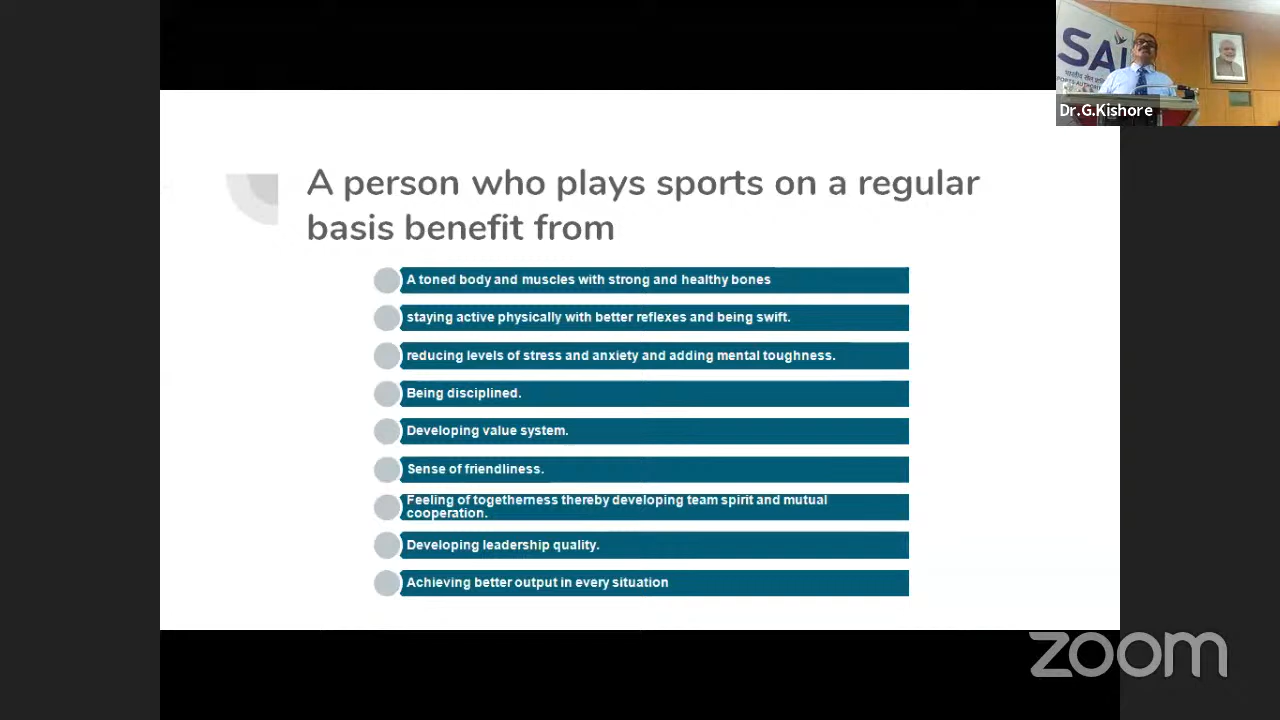 SAI
Dr.G.Kishore
A person who plays sports on a regular
basis benefit from
A toned body and muscles with strong and healthy bones
staying active physically with better reflexes and being swift.
reducing levels of stress and anxiety and adding mental toughness.
Being disciplined.
Developing value system.
Sense of friendliness.
Feeling of togetherness thereby developing team spirit and mutual
cooperation.
Developing leadership quality.
Achieving better output in every situation
zoom